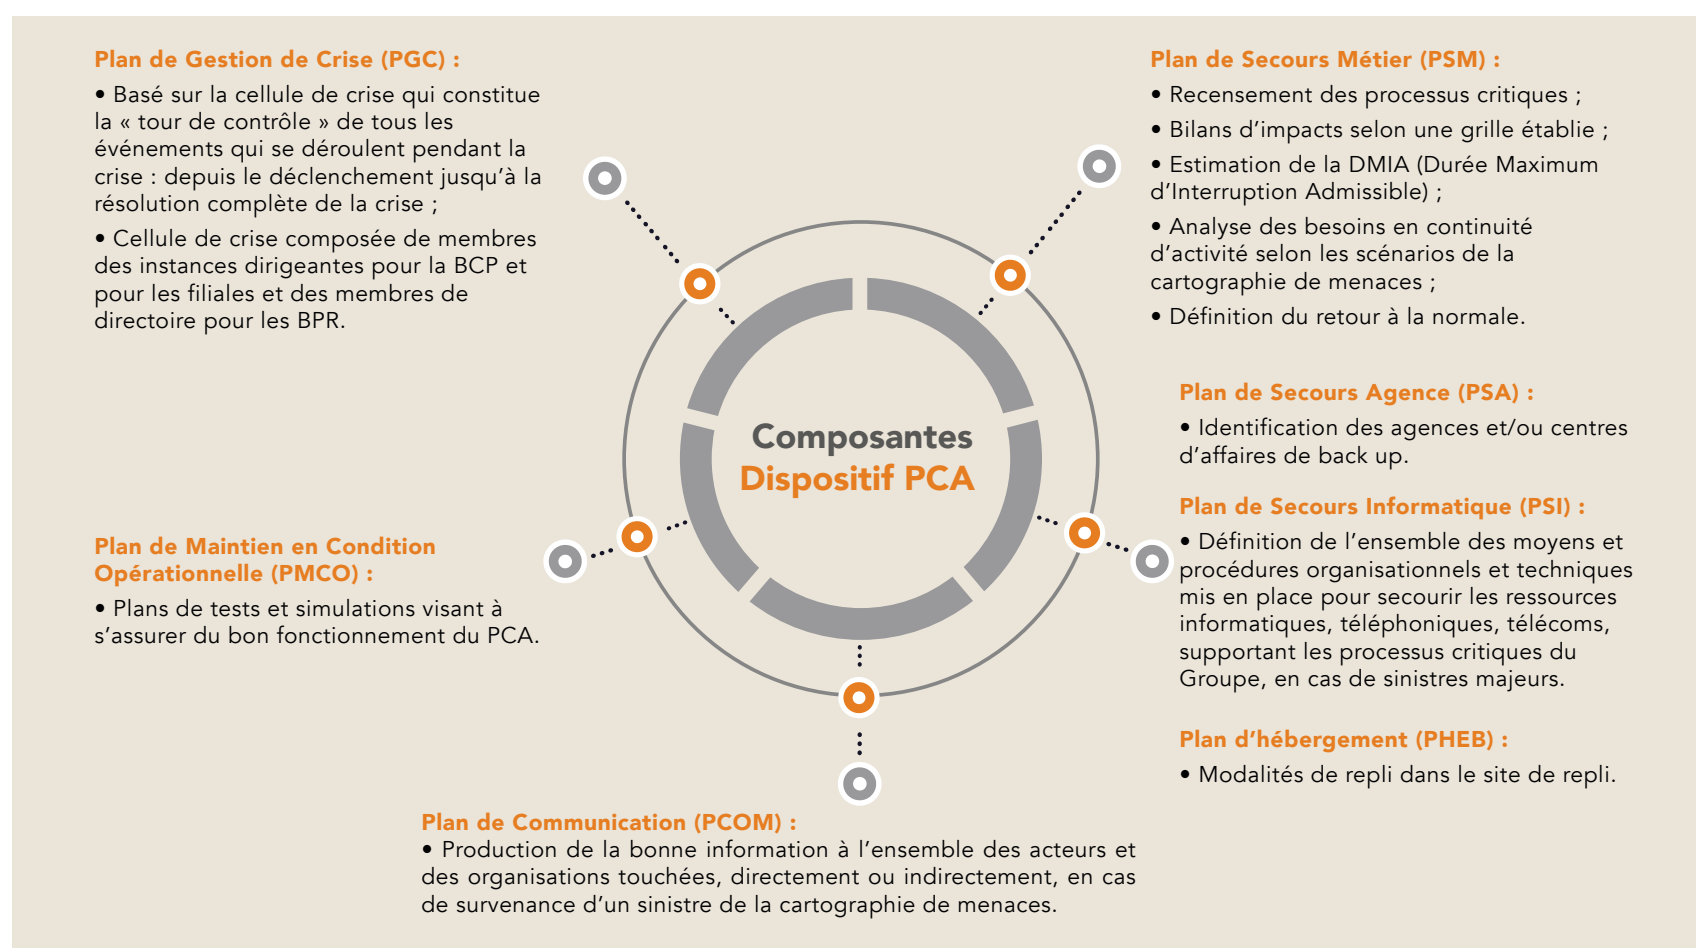 Plan de Gestion de Crise (PGC) :
• Basé sur la cellule de crise qui constitue
la « tour de contrôle » de tous les
événements qui se déroulent pendant la
crise : depuis le déclenchement jusqu’à la
résolution complète de la crise ;
• Cellule de crise composée de membres
des instances dirigeantes pour la BCP et
pour les filiales et des membres de
directoire pour les BPR.
Plan de Secours Métier (PSM) :
• Recensement des processus critiques ;
• Bilans d’impacts selon une grille établie ;
• Estimation de la DMIA (Durée Maximum
d’Interruption Admissible) ;
• Analyse des besoins en continuité
d’activité selon les scénarios de la
cartographie de menaces ;
• Définition du retour à la normale.
Composantes
Dispositif PCA
Plan de Secours Agence (PSA) :
• Identification des agences et/ou centres
d’affaires de back up.
Plan de Secours Informatique (PSI) :
• Définition de l’ensemble des moyens et
procédures organisationnels et techniques
mis en place pour secourir les ressources
informatiques, téléphoniques, télécoms,
supportant les processus critiques du
Groupe, en cas de sinistres majeurs.
Plan d’hébergement (PHEB) :
• Modalités de repli dans le site de repli.
Plan de Maintien en Condition
Opérationnelle (PMCO) :
• Plans de tests et simulations visant à
s’assurer du bon fonctionnement du PCA.
Plan de Communication (PCOM) :
• Production de la bonne information à l’ensemble des acteurs et
des organisations touchées, directement ou indirectement, en cas
de survenance d’un sinistre de la cartographie de menaces.